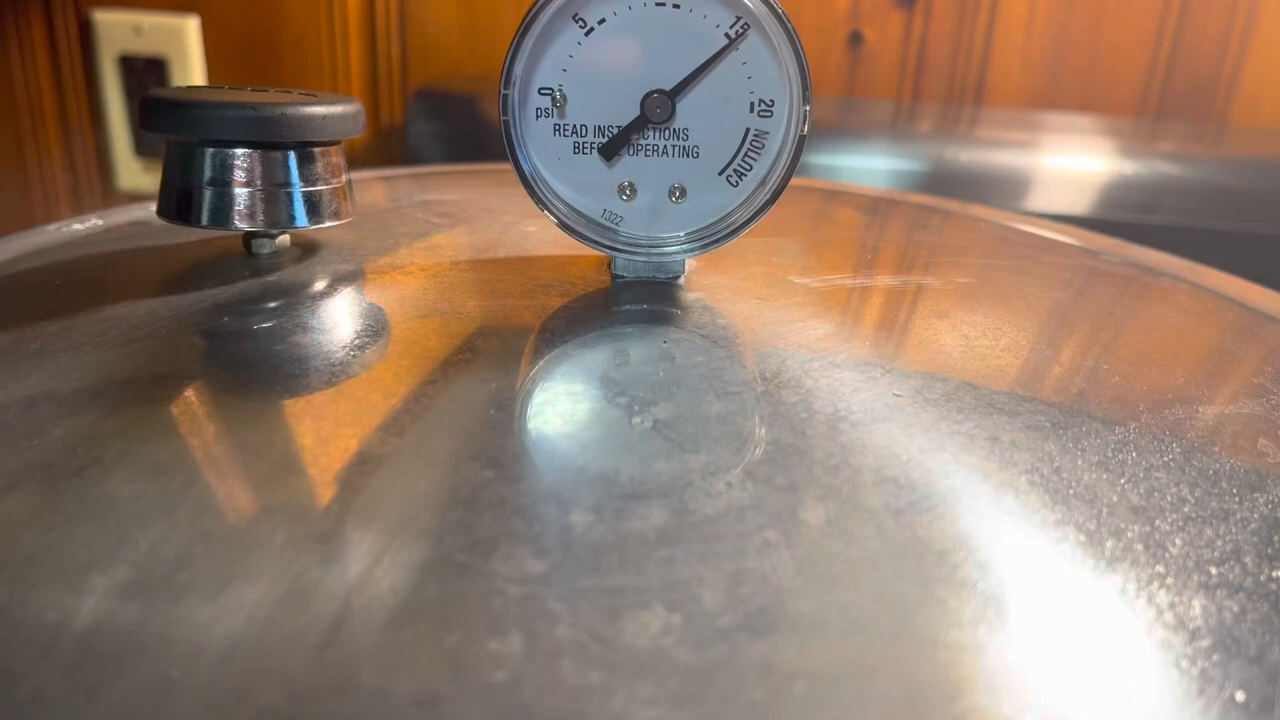 5
15
0
20
psi
READ INSTRUCTIONS
BEFORE OPERATING
CAUTION
1322